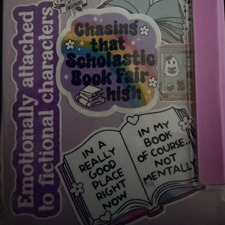 Emotionally attached
to fictional characters
Chasing
that
Scholastic
Book Fair
high
IN A
REALLY
GOOD
PLACE
RIGHT
NOW
IN MY
BOOK
OF COURSE...
NOT
MENTALLY